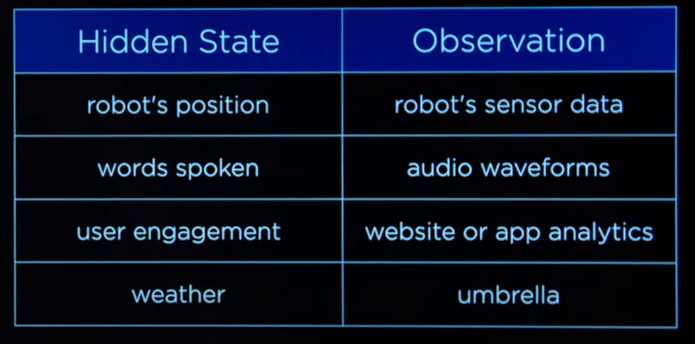 Hidden State Observation
robot's position robot's sensor data
words spoken audio waveforms
user engagement website or app analytics
weather umbrella